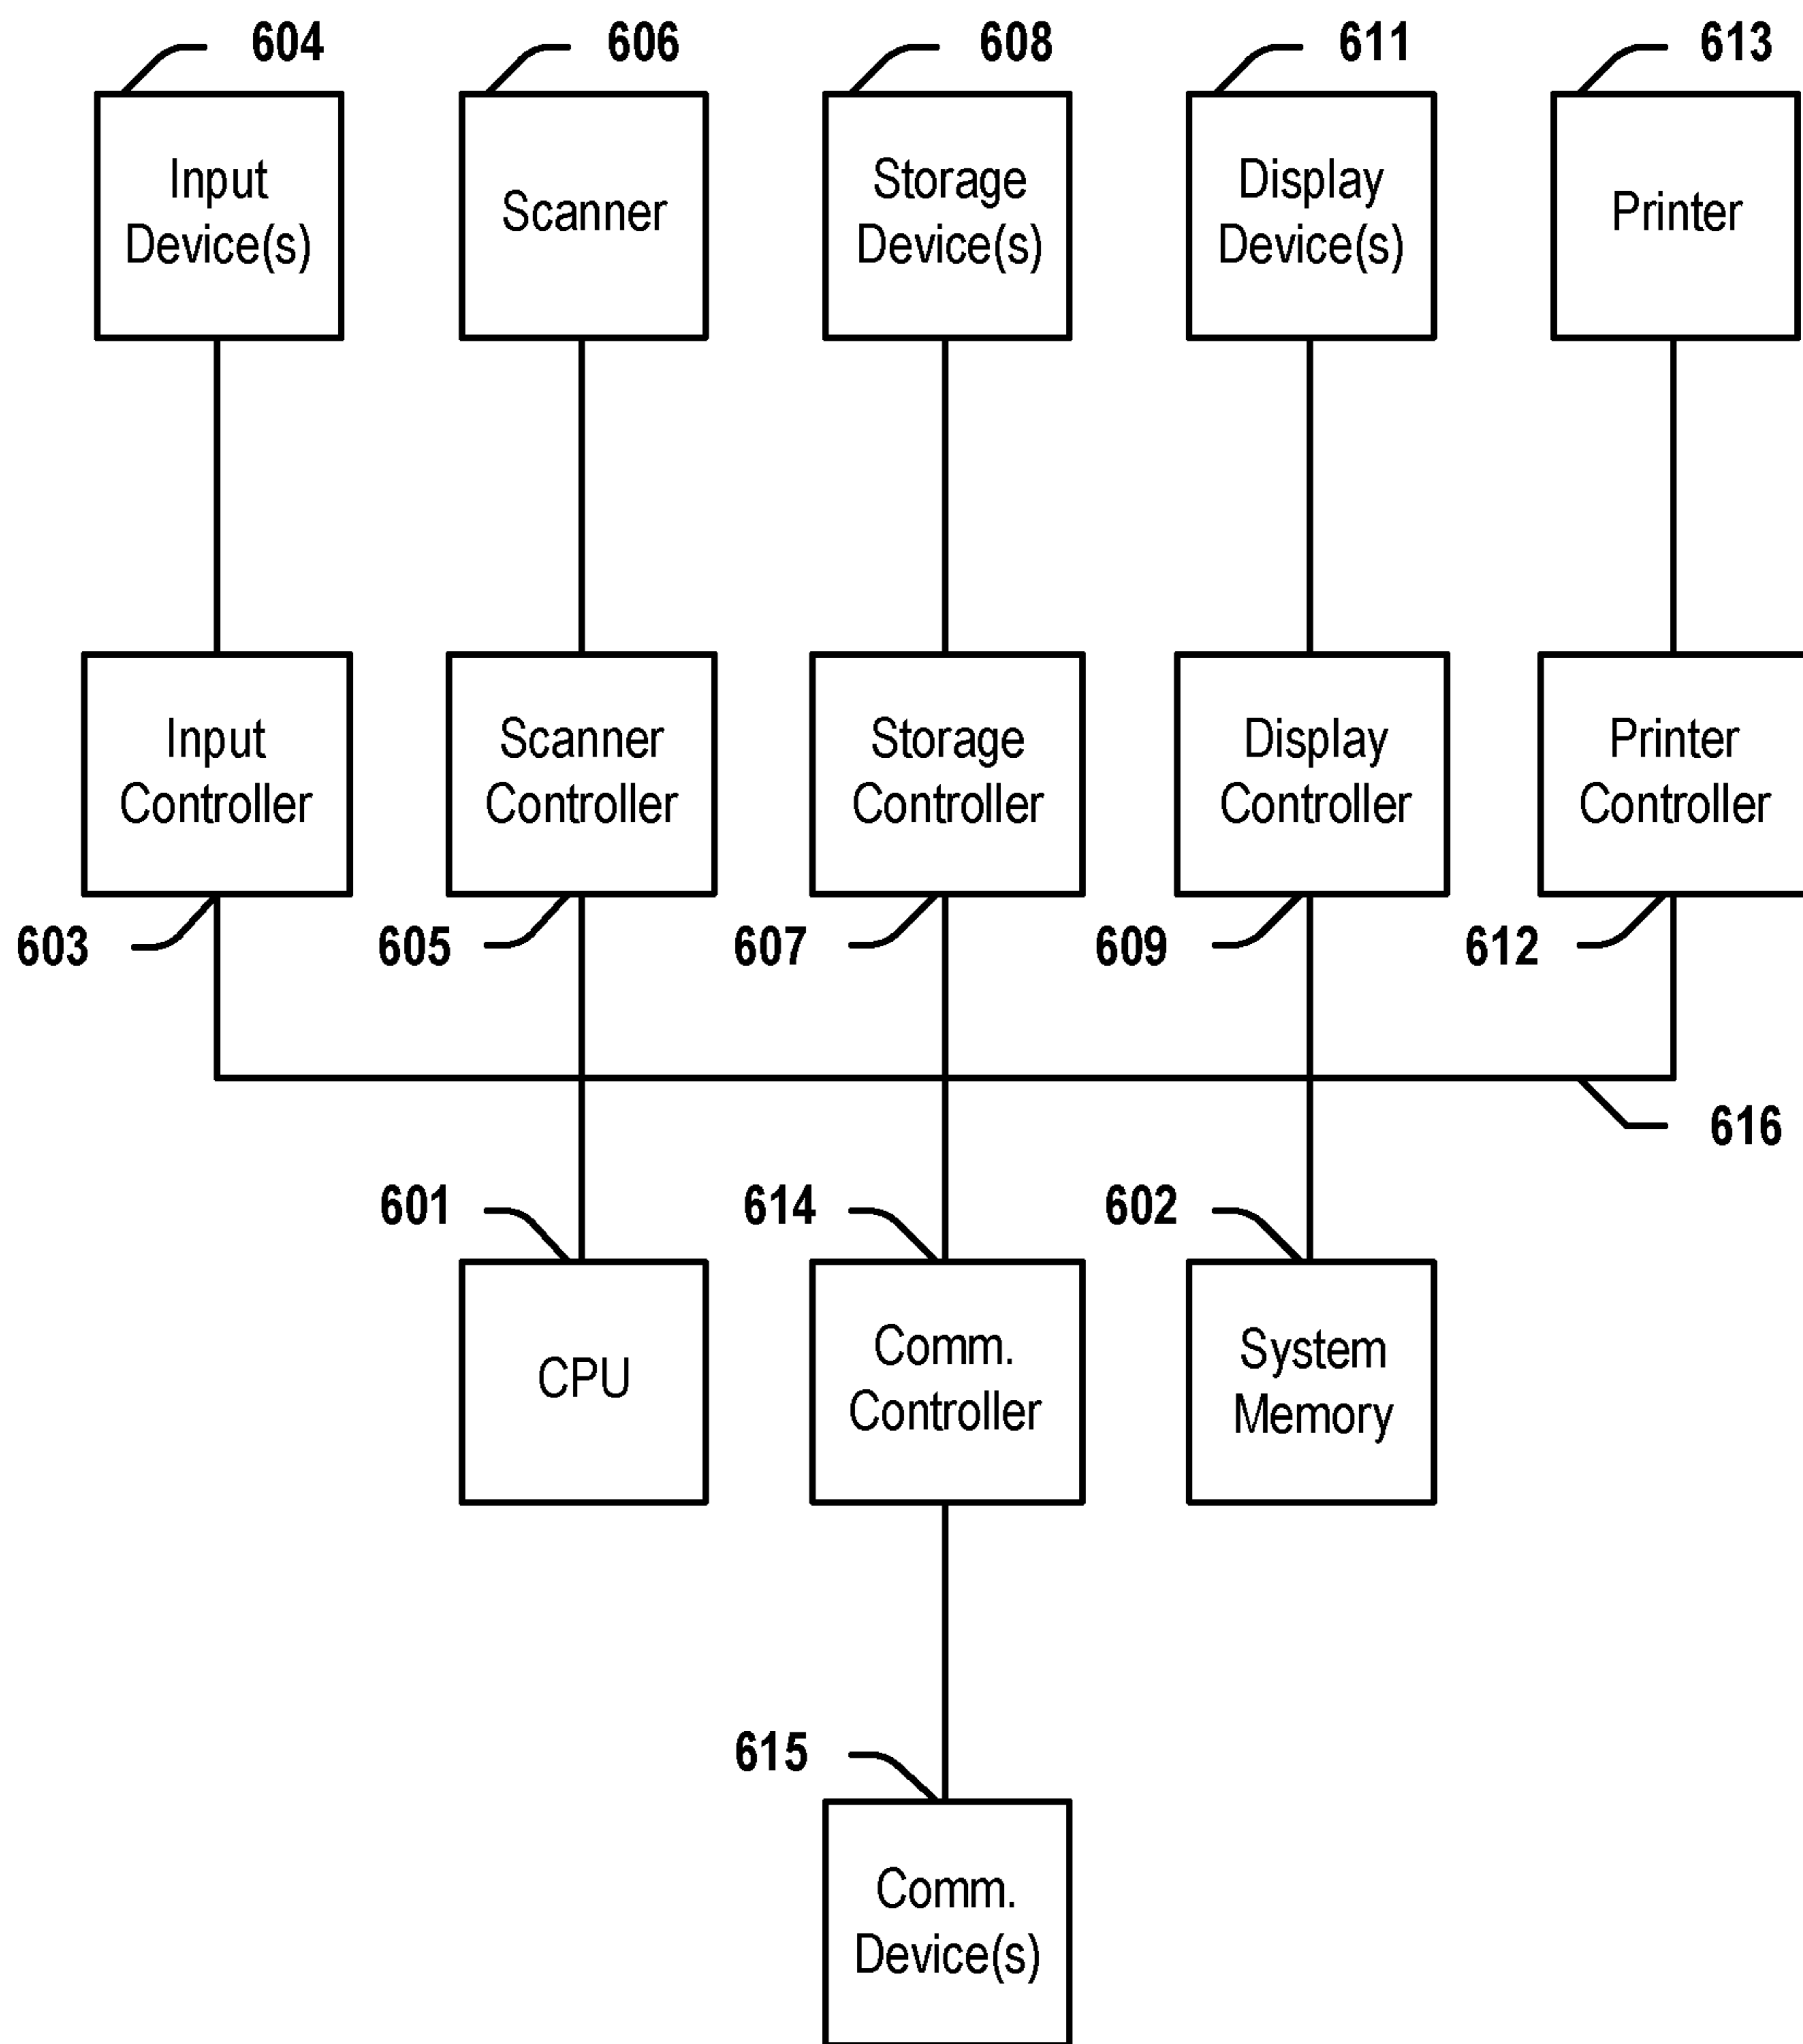 604
606
608
611
613
Input
Device(s)
Scanner
Storage
Device(s)
Display
Device(s)
Printer
Input
Controller
Scanner
Controller
Storage
Controller
Display
Controller
Printer
Controller
603
605
607
609
612
616
601
614
602
CPU
Comm.
Controller
System
Memory
615
Comm.
Device(s)